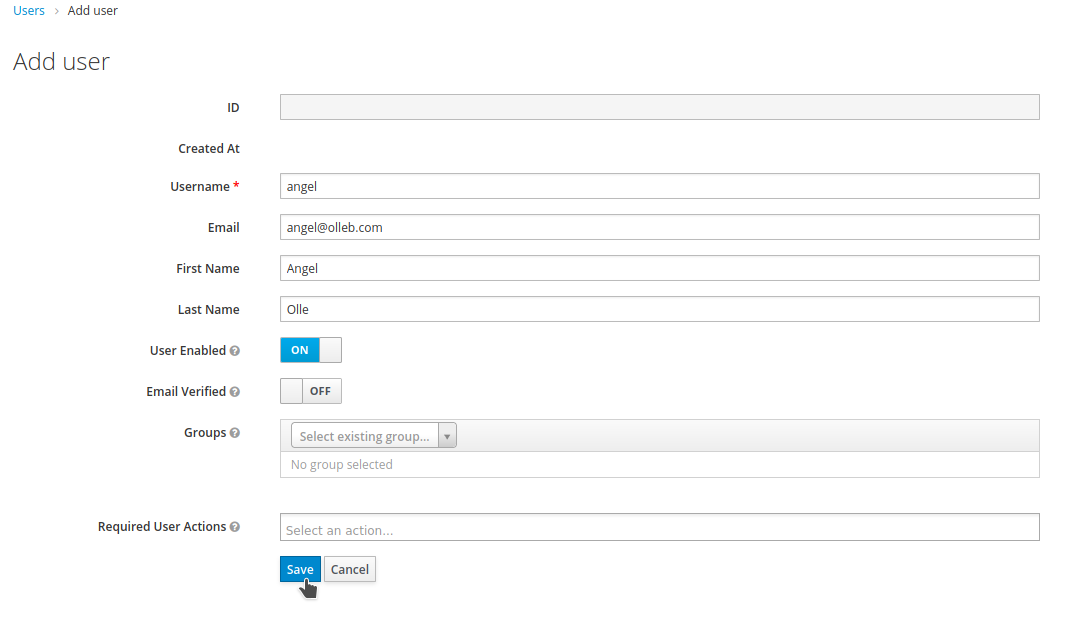 Users > Add user
Add user
ID
Created At
Username * angel
Email angel@olleb.com
First Name Angel
Last Name Olle
User Enabled ? ON
Email Verified ? OFF
Groups ? Select existing group...
No group selected
Required User Actions ? Select an action...
Save Cancel